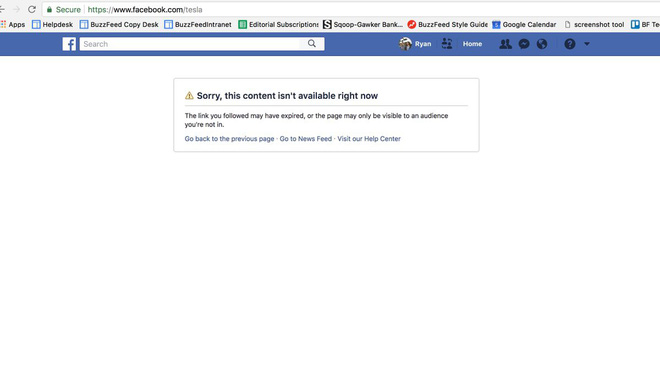 Secure https://www.facebook.com/tesla
Apps Helpdesk BuzzFeed Copy Desk BuzzFeedIntranet Editorial Subscriptions Sqoop-Gawker Bank... BuzzFeed Style Guide Google Calendar screenshot tool BF Te
f Search Ryan Home
Sorry, this content isn't available right now
The link you followed may have expired, or the page may only be visible to an audience
you're not in.
Go back to the previous page · Go to News Feed · Visit our Help Center